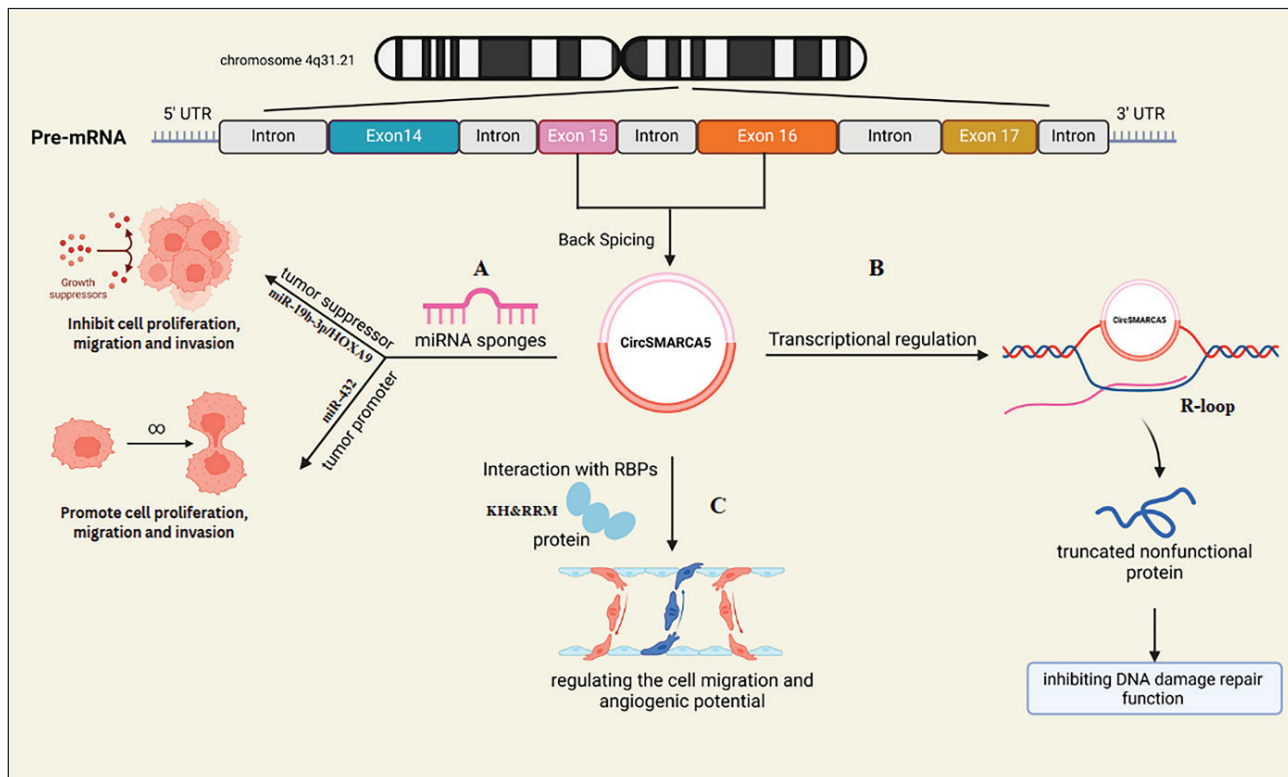 chromosome 4q31.21
5' UTR
3' UTR
Pre-mRNA
Intron
Exon14
Intron
Exon 15
Intron
Exon 16
Intron
Exon 17
Intron
Back Spicing
Growth
suppressors
Inhibit cell proliferation,
migration and invasion
tumor suppressor
miR-19b-3p/HOXA9
A
miRNA sponges
miR-432
tumor promoter
∞
Promote cell proliferation,
migration and invasion
CircSMARCA5
B
Transcriptional regulation
CircSMARCA5
R-loop
truncated nonfunctional
protein
inhibiting DNA damage repair
function
Interaction with RBPs
KH&RRM
protein
C
regulating the cell migration and
angiogenic potential